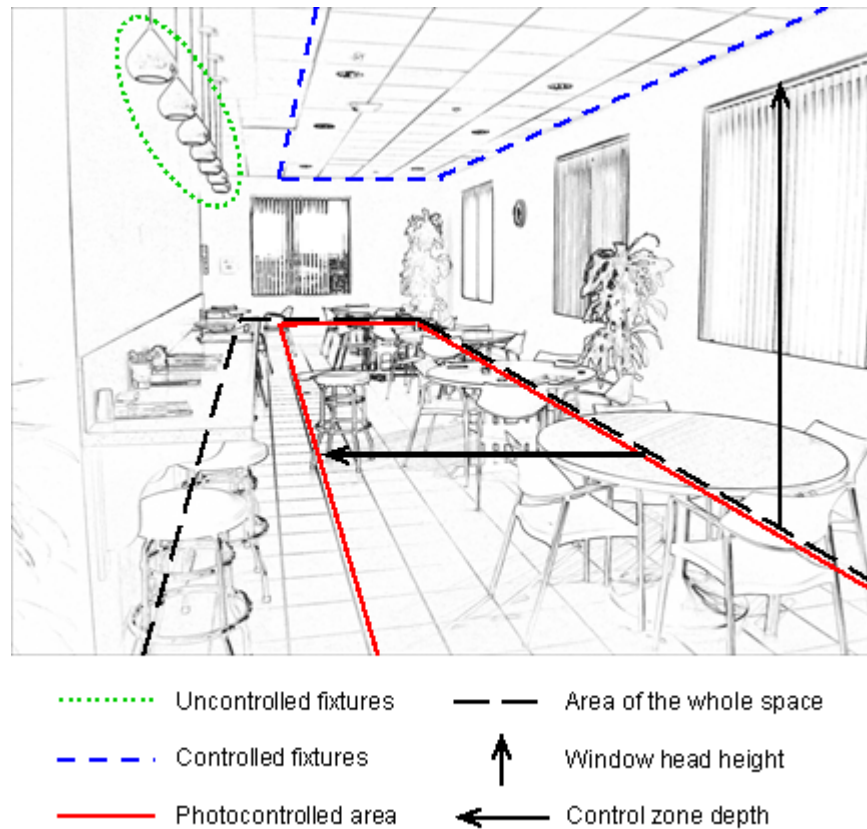 Uncontrolled fixtures
Area of the whole space
Controlled fixtures
Window head height
Photocontrolled area
Control zone depth